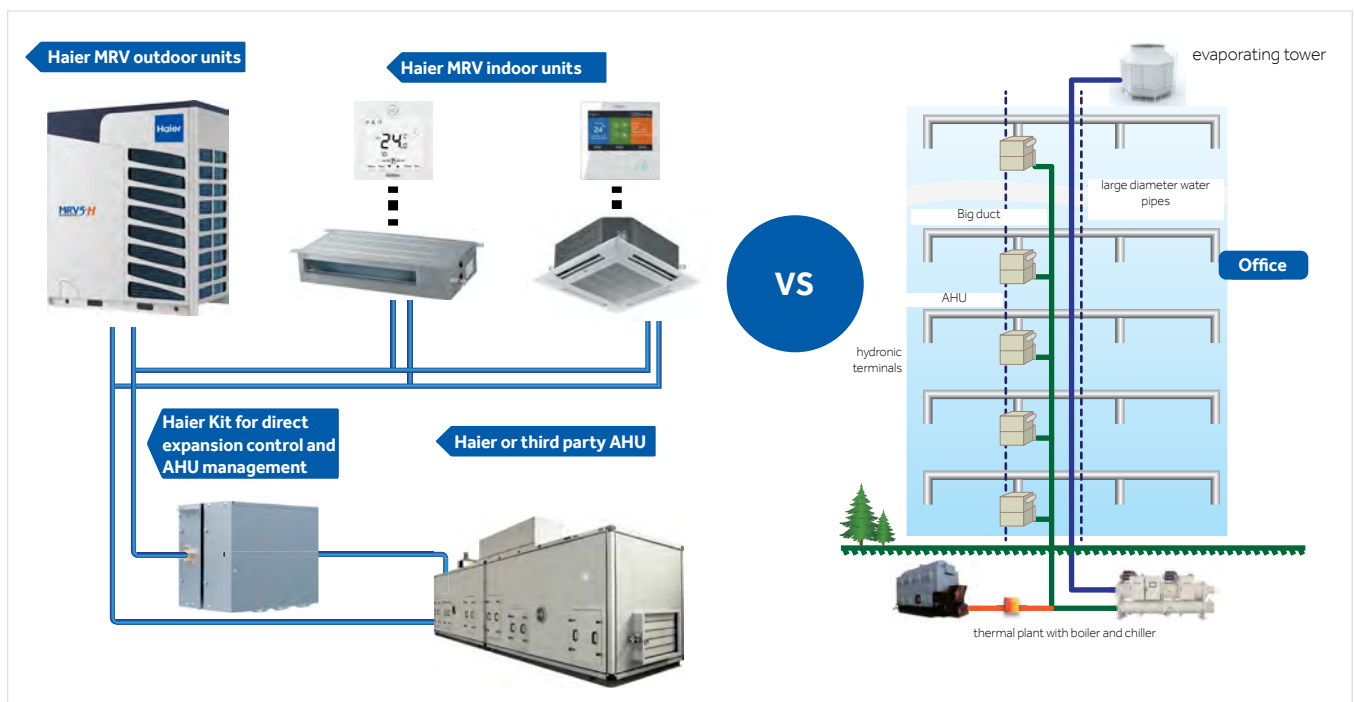 Haier MRV outdoor units
Haier MRV indoor units
evaporating tower
Haier
MRV5-H
-24
24
large diameter water
pipes
Big duct
VS
Office
AHU
hydronic
terminals
Haier Kit for direct
expansion control and
AHU management
Haier or third party AHU
thermal plant with boiler and chiller